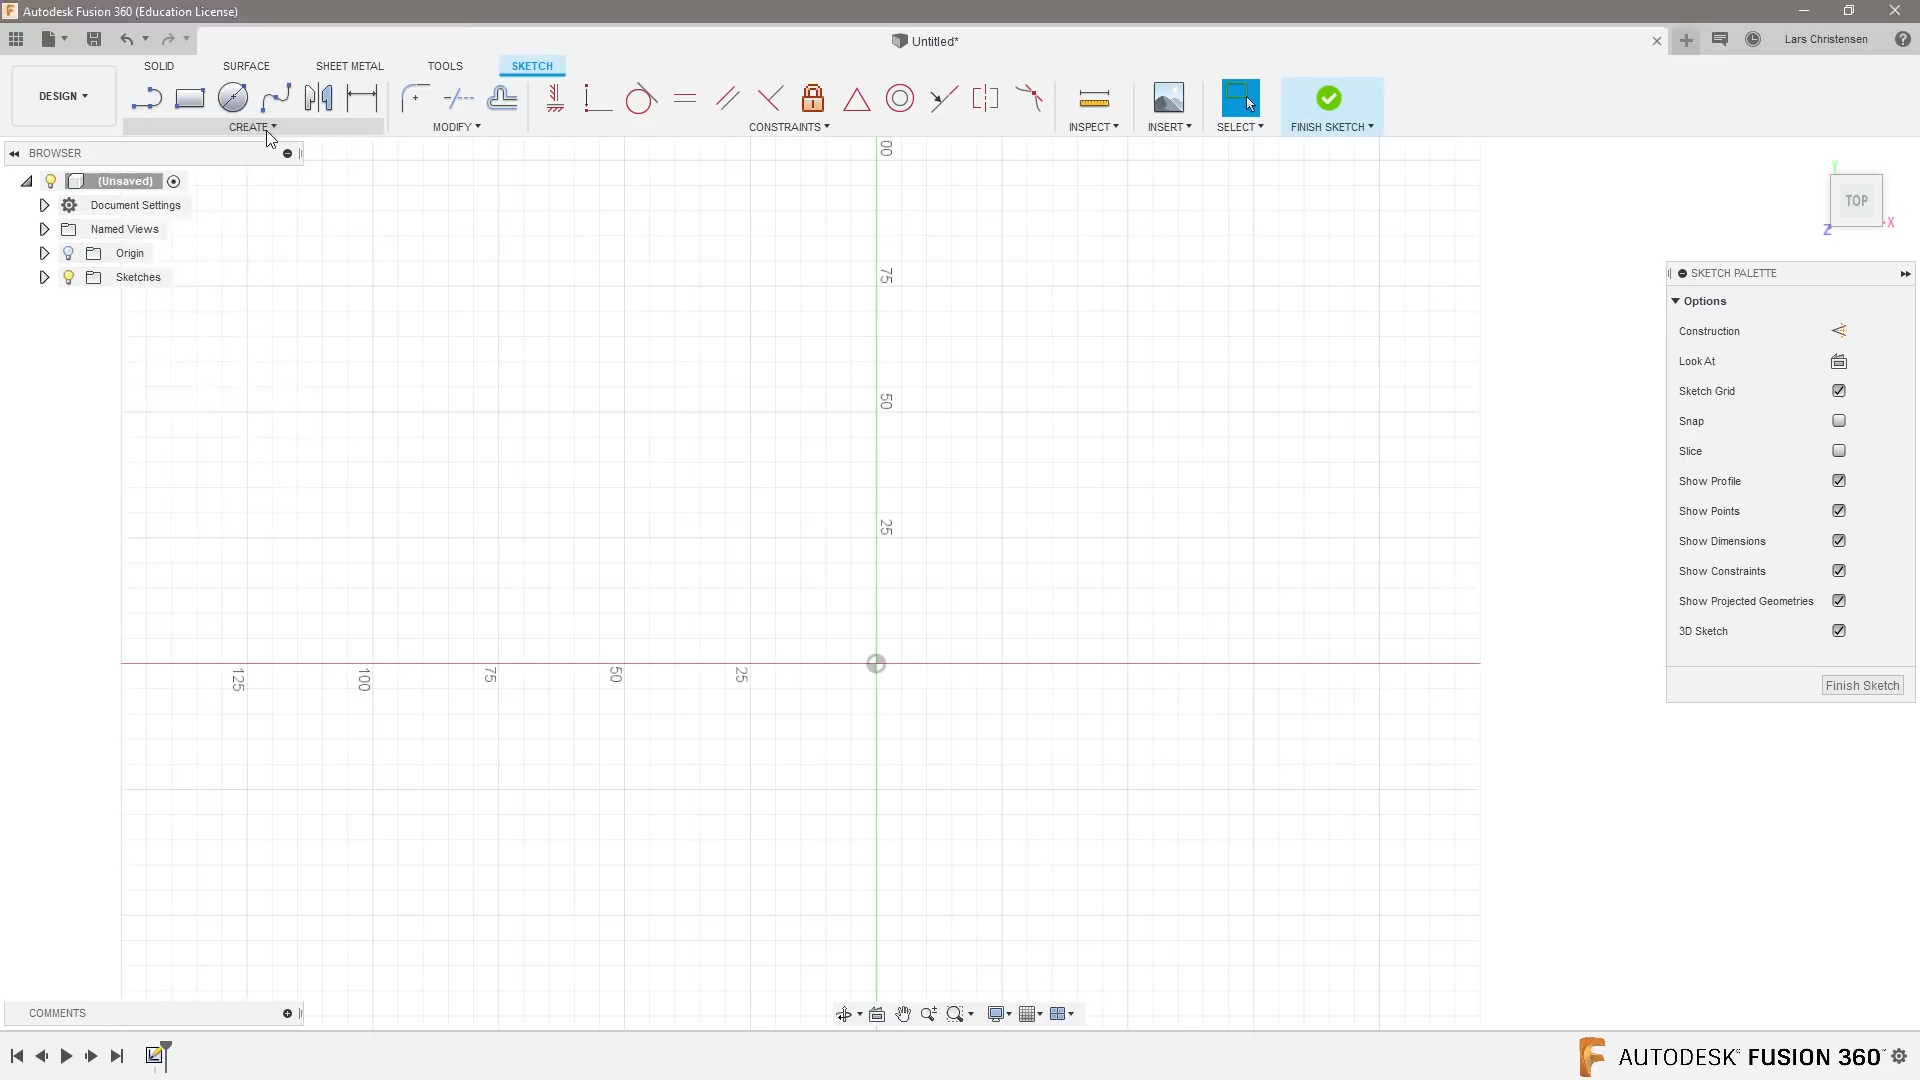 Autodesk Fusion 360 (Education License)
Untitled*
Lars Christensen
SOLID
SURFACE
SHEET METAL
TOOLS
SKETCH
DESIGN
CREATE
MODIFY
CONSTRAINTS
INSPECT
INSERT
SELECT
FINISH SKETCH
BROWSER
(Unsaved)
Document Settings
Named Views
Origin
Sketches
00
75
50
25
125
100
75
50
25
TOP
Y
X
Z
SKETCH PALETTE
Options
Construction
Look At
Sketch Grid
Snap
Slice
Show Profile
Show Points
Show Dimensions
Show Constraints
Show Projected Geometries
3D Sketch
Finish Sketch
COMMENTS
AUTODESK FUSION 360